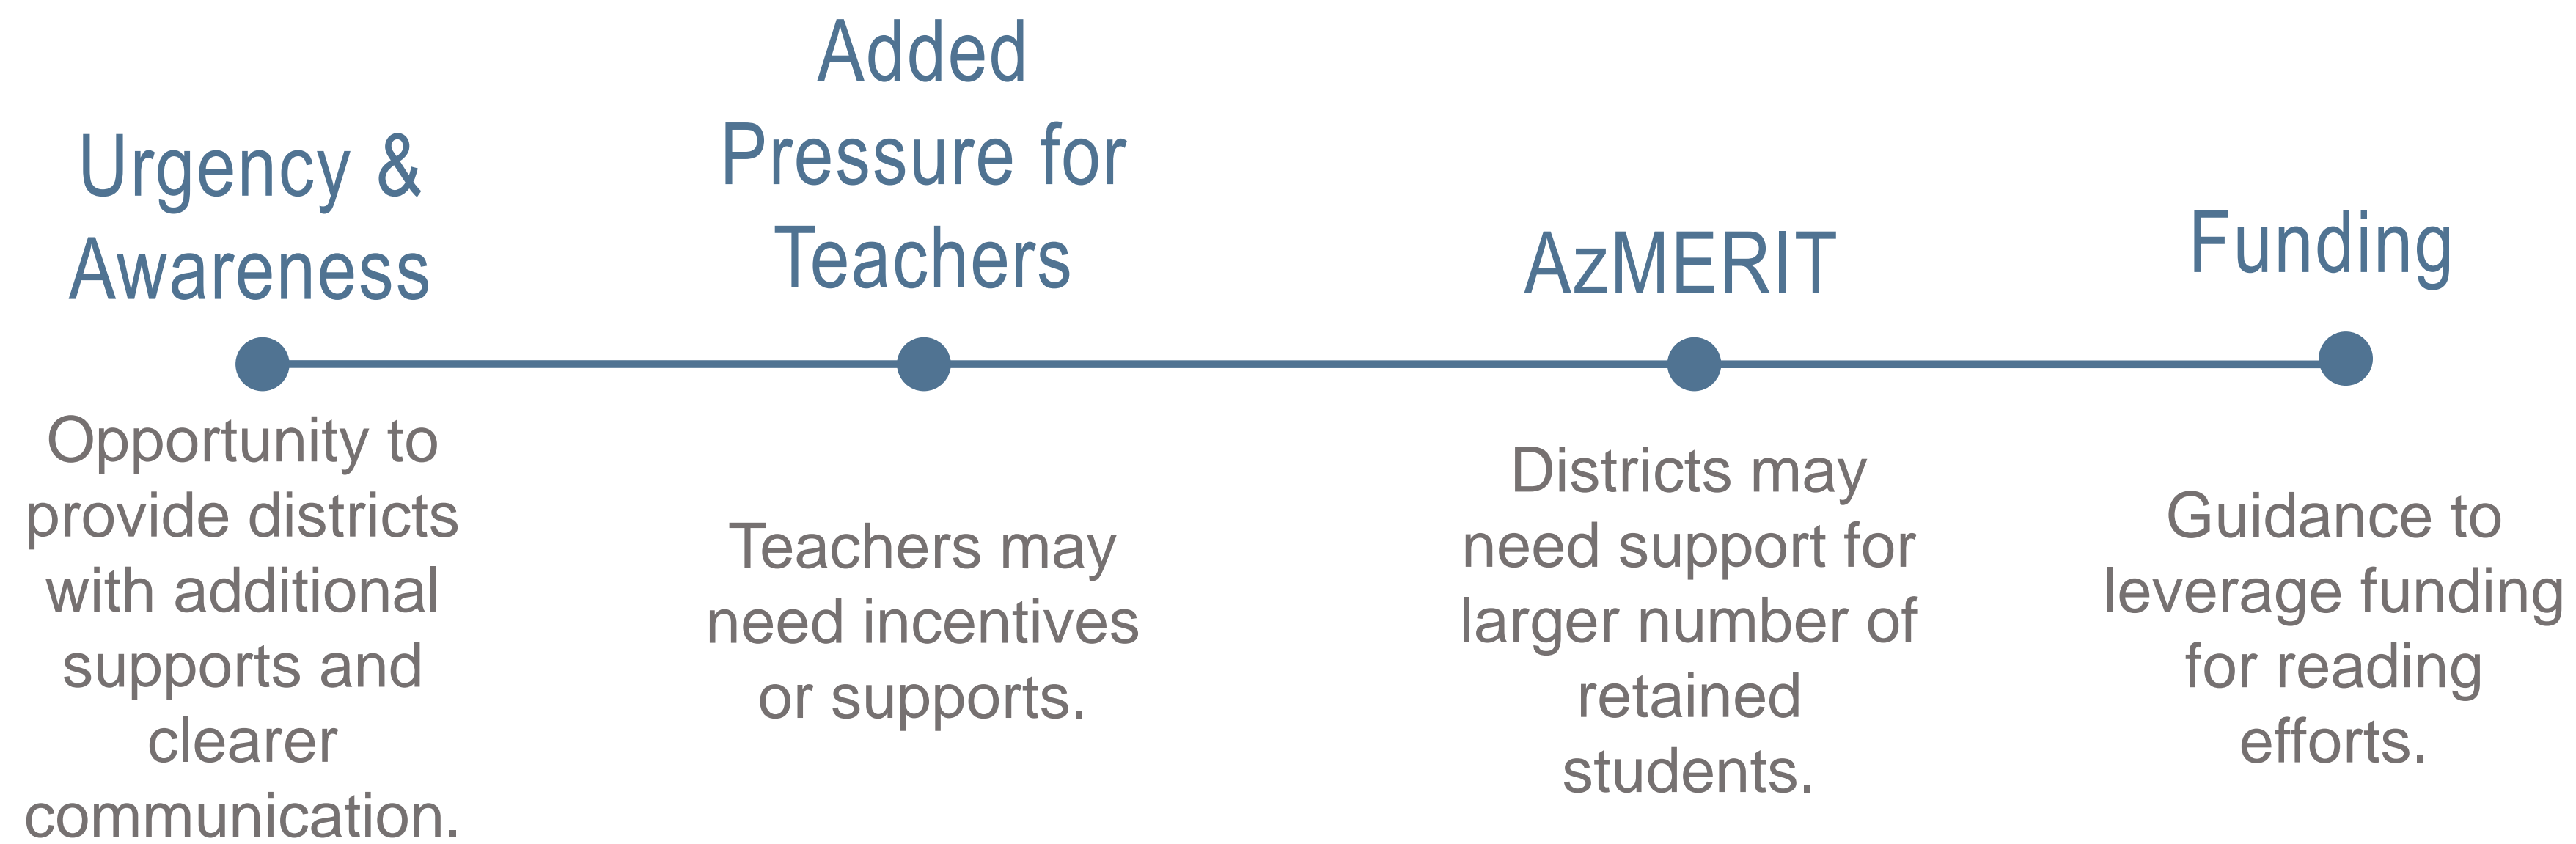 Urgency &
Awareness
Opportunity to
provide districts
with additional
supports and
clearer
communication.
Added
Pressure for
Teachers
Teachers may
need incentives
or supports.
AzMERIT
Districts may
need support for
larger number of
retained
students.
Funding
Guidance to
leverage funding
for reading
efforts.